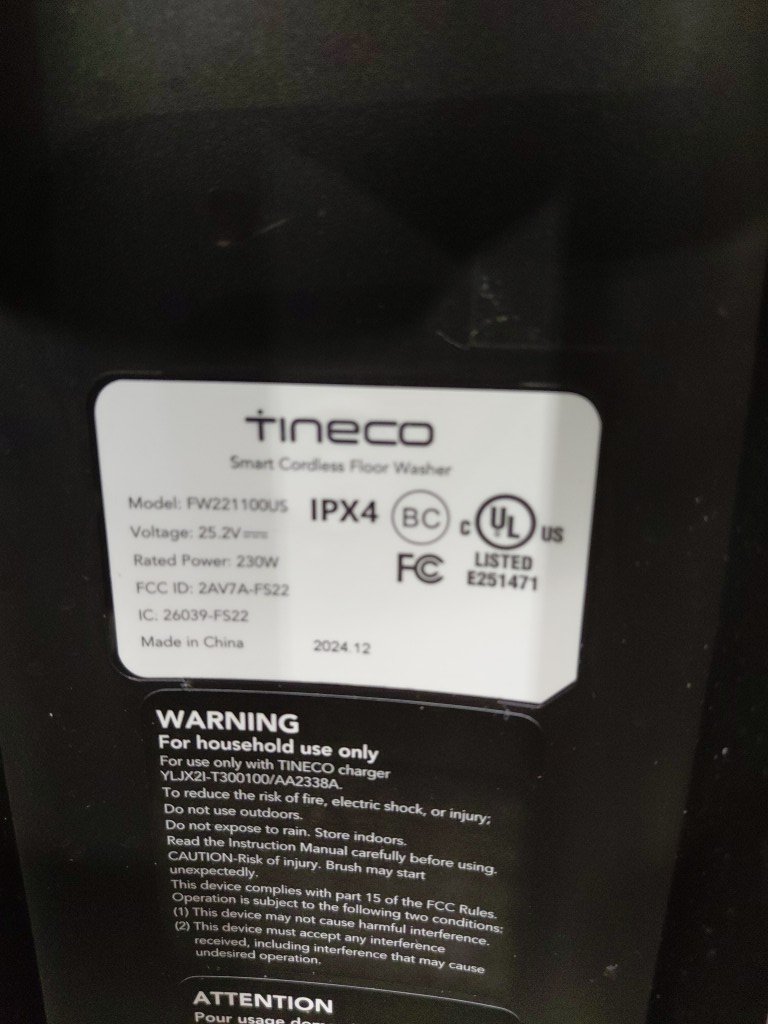 TINECO
Smart Cordless Floor Washer
Model: FW221100US
Voltage: 25.2V⎓
Rated Power: 230W
FCC ID: 2AV7A-FS22
IC: 26039-FS22
Made in China
2024.12
IPX4
BC
FC
c UL US
LISTED
E251471
WARNING
For household use only
For use only with TINECO charger
YLJX2I-T300100/AA2338A.
To reduce the risk of fire, electric shock, or injury;
Do not use outdoors.
Do not expose to rain. Store indoors.
Read the Instruction Manual carefully before using.
CAUTION-Risk of injury. Brush may start
unexpectedly.
This device complies with part 15 of the FCC Rules.
Operation is subject to the following two conditions:
(1) This device may not cause harmful interference.
(2) This device must accept any interference
received, including interference that may cause
undesired operation.
ATTENTION
Pour usage